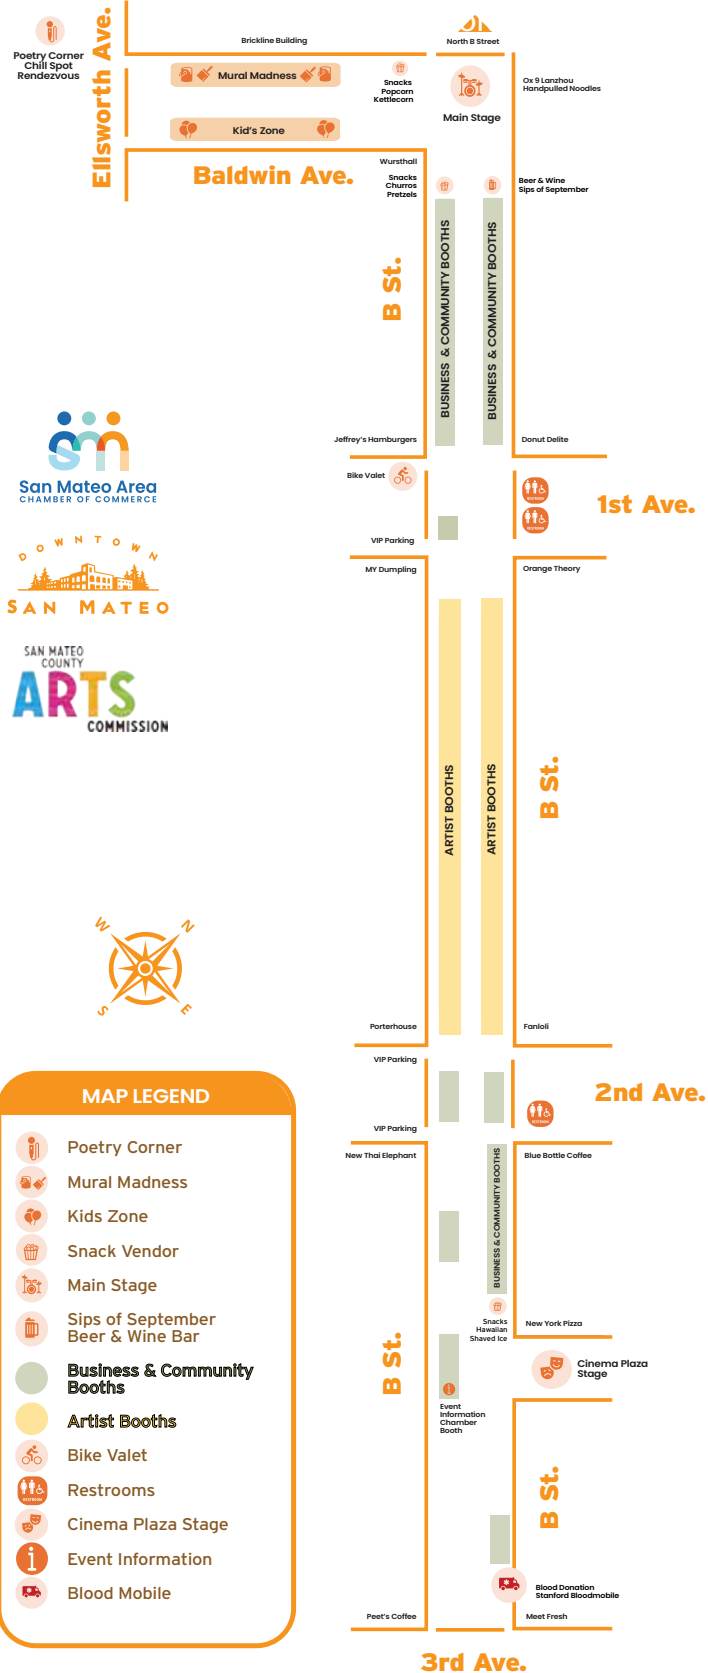 Ellsworth Ave.
Poetry Corner
Chill Spot
Rendezvous
Brickline Building
North B Street
Mural Madness
Snacks
Popcorn
Kettlecorn
Main Stage
Ox 9 Lanzhou
Handpulled Noodles
Kid's Zone
Baldwin Ave.
Wursthall
Snacks
Churros
Pretzels
Beer & Wine
Sips of September
B St.
BUSINESS & COMMUNITY BOOTHS
BUSINESS & COMMUNITY BOOTHS
Jeffrey's Hamburgers
Donut Delite
San Mateo Area
CHAMBER OF COMMERCE
Bike Valet
RESTROOM
RESTROOM
1st Ave.
VIP Parking
DOWNTOWN
SAN MATEO
MY Dumpling
Orange Theory
SAN MATEO
COUNTY
ARTS
COMMISSION
ARTIST BOOTHS
ARTIST BOOTHS
B St.
W
N
S
E
Porterhouse
Fanloli
VIP Parking
2nd Ave.
RESTROOM
VIP Parking
New Thai Elephant
BUSINESS & COMMUNITY BOOTHS
Blue Bottle Coffee
Snacks
Hawaiian
Shaved Ice
New York Pizza
B St.
Cinema Plaza
Stage
i
Event
Information
Chamber
Booth
B St.
Blood Donation
Stanford Bloodmobile
Peet's Coffee
Meet Fresh
3rd Ave.
MAP LEGEND
Poetry Corner
Mural Madness
Kids Zone
Snack Vendor
Main Stage
Sips of September
Beer & Wine Bar
Business & Community
Booths
Artist Booths
Bike Valet
RESTROOM
Restrooms
Cinema Plaza Stage
i
Event Information
Blood Mobile